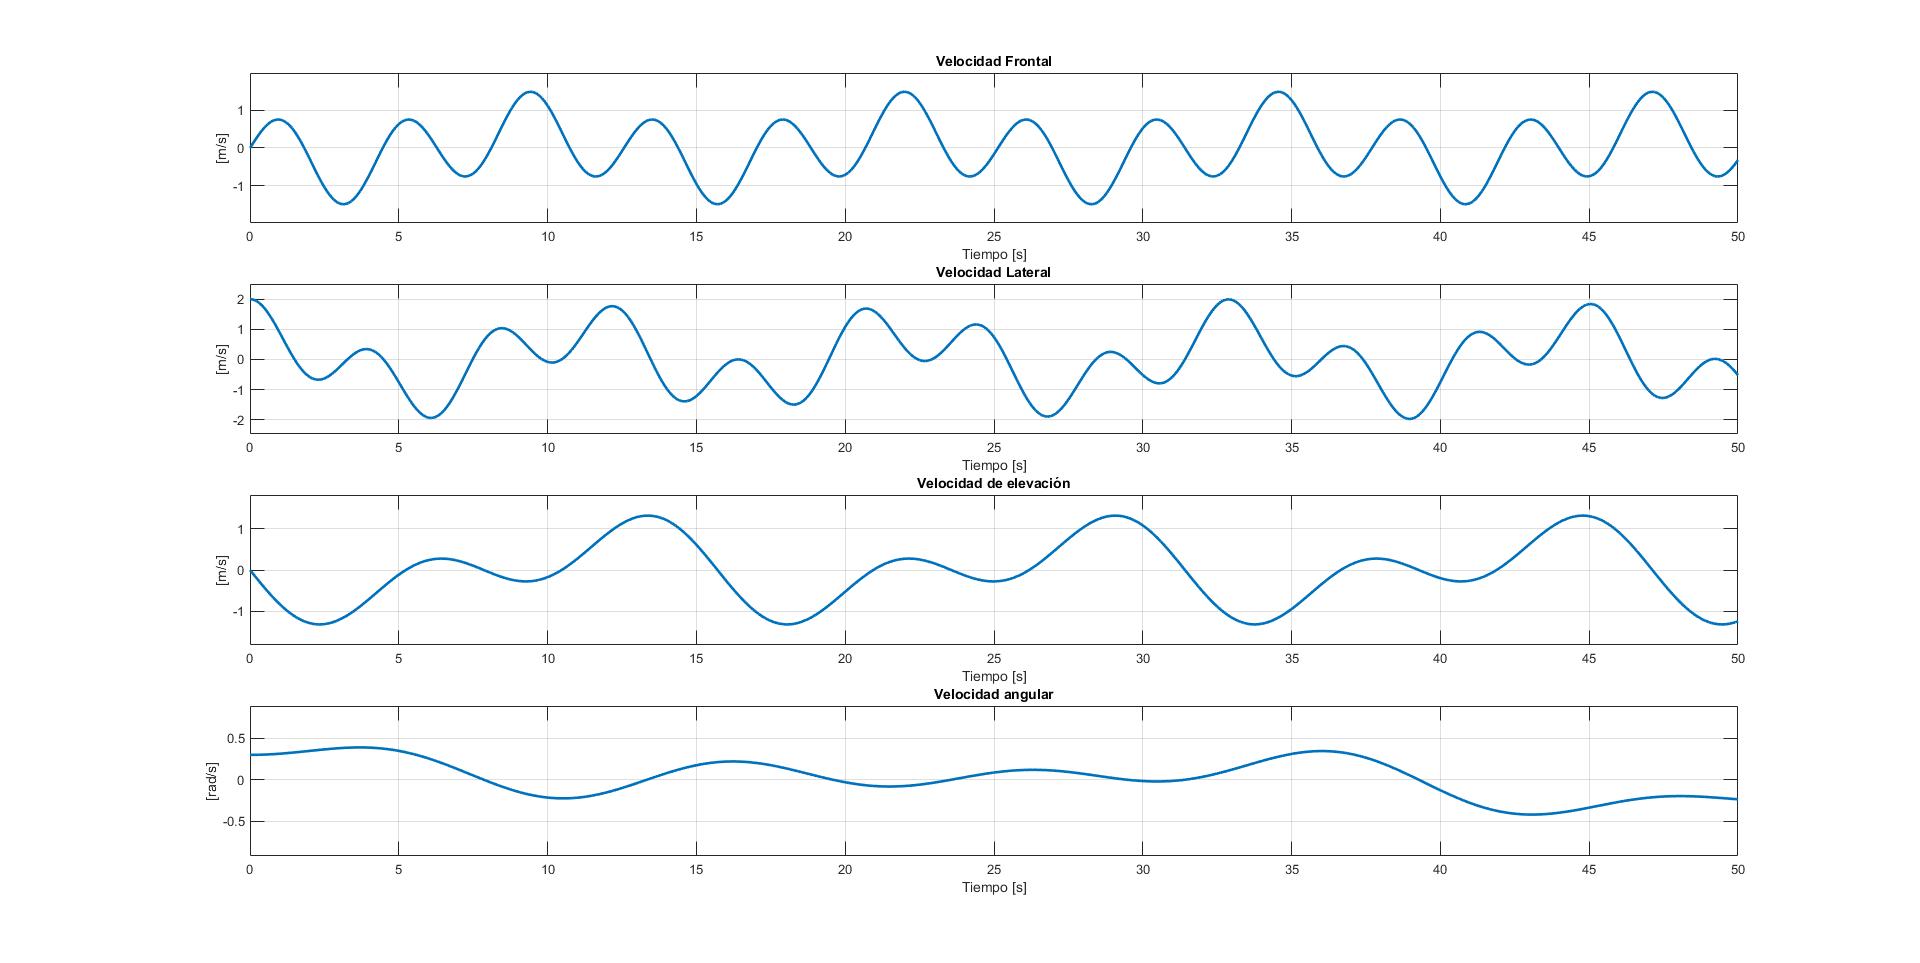 Velocidad Frontal
1
0
-1
[m/s]
0 5 10 15 20 25 30 35 40 45 50
Tiempo [s]
Velocidad Lateral
2
1
0
-1
-2
[m/s]
0 5 10 15 20 25 30 35 40 45 50
Tiempo [s]
Velocidad de elevación
1
0
-1
[m/s]
0 5 10 15 20 25 30 35 40 45 50
Tiempo [s]
Velocidad angular
0.5
0
-0.5
[rad/s]
0 5 10 15 20 25 30 35 40 45 50
Tiempo [s]